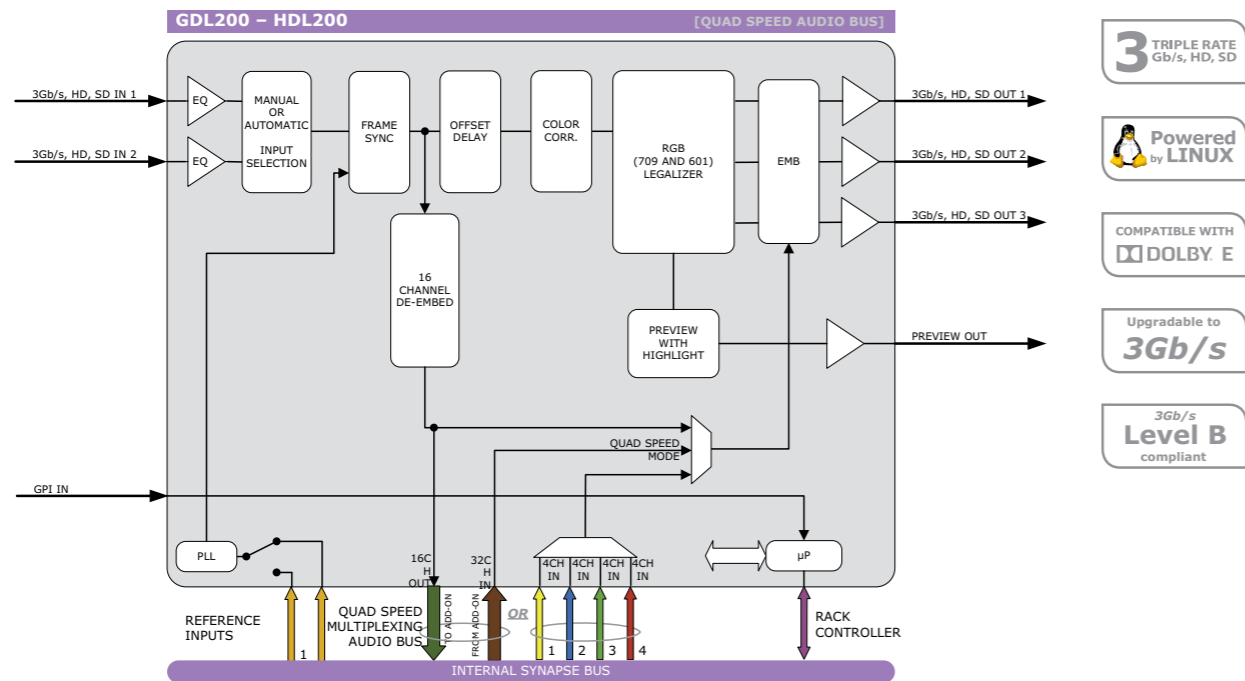 GDL200 – HDL200
[QUAD SPEED AUDIO BUS]
3Gb/s, HD, SD IN 1
3Gb/s, HD, SD IN 2
EQ
EQ
MANUAL
OR
AUTOMATIC
INPUT
SELECTION
FRAME
SYNC
OFFSET
DELAY
COLOR
CORR.
RGB
(709 AND 601)
LEGALIZER
EMB
3Gb/s, HD, SD OUT 1
3Gb/s, HD, SD OUT 2
3Gb/s, HD, SD OUT 3
16
CHANNEL
DE-EMBED
PREVIEW
WITH
HIGHLIGHT
PREVIEW OUT
QUAD SPEED
MODE
GPI IN
PLL
16C
H
OUT
32C
H
IN
4CH
IN
4CH
IN
4CH
IN
4CH
IN
µP
REFERENCE
INPUTS
1
QUAD SPEED
MULTIPLEXING
AUDIO BUS
TO ADD-ON
FROM ADD-ON
OR
1
2
3
4
RACK
CONTROLLER
INTERNAL SYNAPSE BUS
3 TRIPLE RATE
Gb/s, HD, SD
Powered
by LINUX
COMPATIBLE WITH
DOLBY E
Upgradable to
3Gb/s
3Gb/s
Level B
compliant